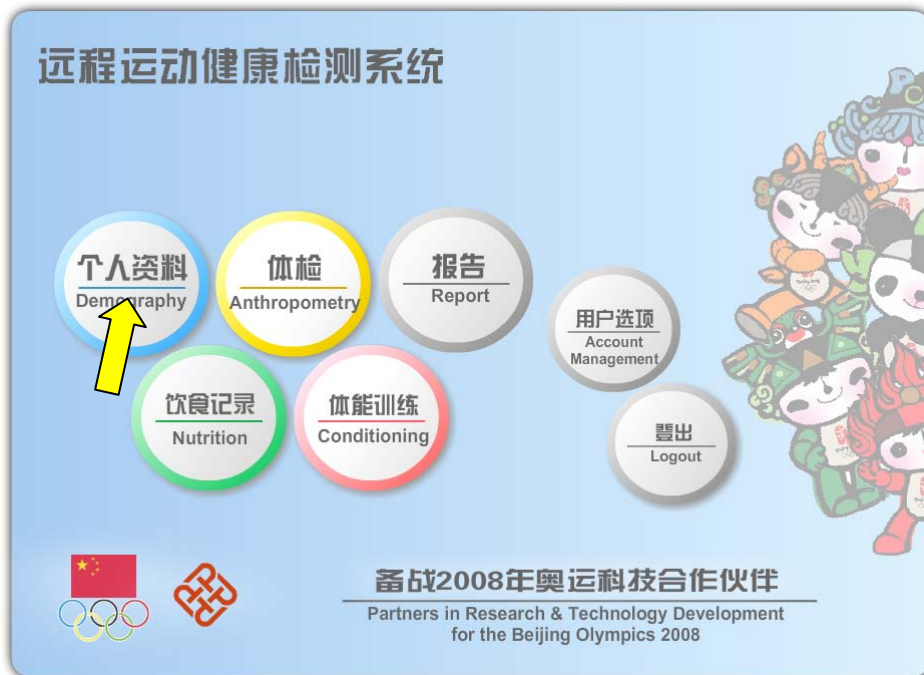 远程运动健康检测系统
个人资料
Demography
体检
Anthropometry
报告
Report
用户选项
Account
Management
饮食记录
Nutrition
体能训练
Conditioning
登出
Logout
备战2008年奥运科技合作伙伴
Partners in Research & Technology Development
for the Beijing Olympics 2008